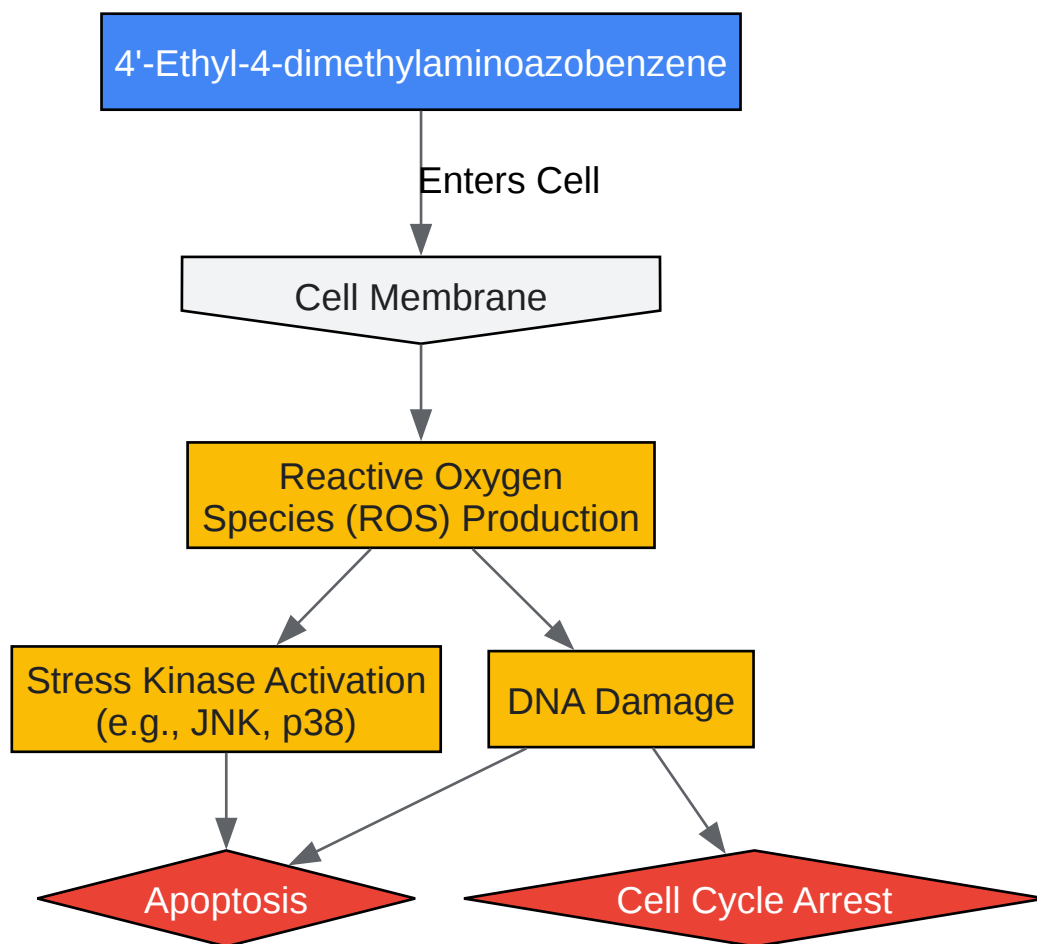 4'-Ethyl-4-dimethylaminoazobenzene
Enters Cell
Cell Membrane
Reactive Oxygen
Species (ROS) Production
Stress Kinase Activation
(e.g., JNK, p38)
DNA Damage
Apoptosis
Cell Cycle Arrest